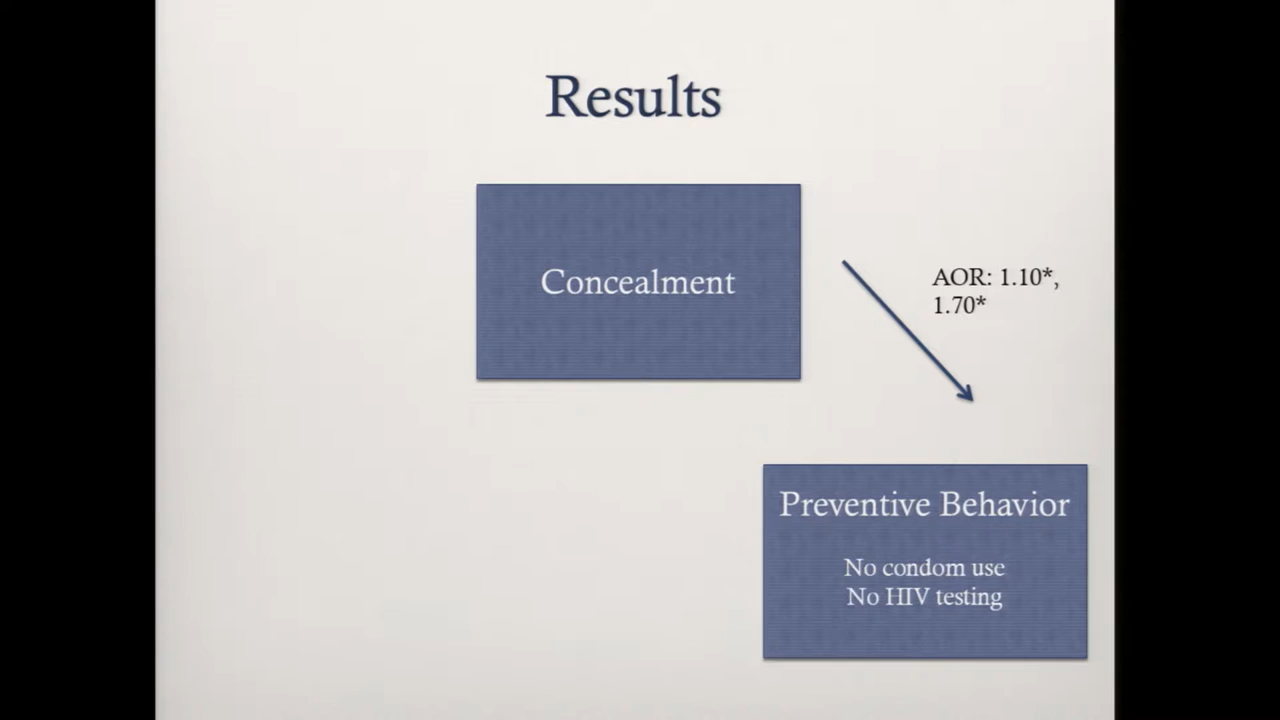 Results
Concealment
AOR: 1.10*,
1.70*
Preventive Behavior
No condom use
No HIV testing